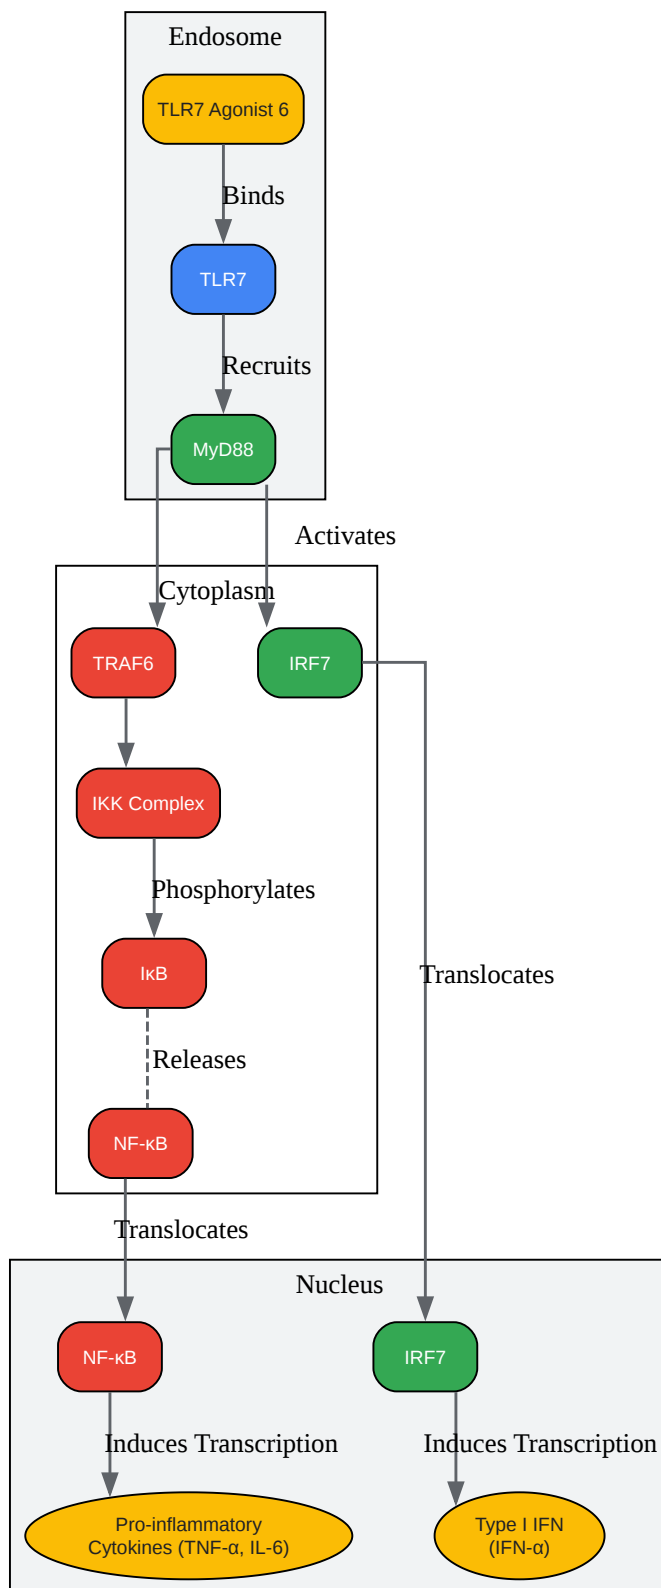 Endosome
TLR7 Agonist 6
Binds
TLR7
Recruits
MyD88
Activates
Cytoplasm
TRAF6
IRF7
IKK Complex
Phosphorylates
IκB
Translocates
Releases
NF-κB
Translocates
Nucleus
NF-κB
IRF7
Induces Transcription
Induces Transcription
Pro-inflammatory
Cytokines (TNF-α, IL-6)
Type I IFN
(IFN-α)